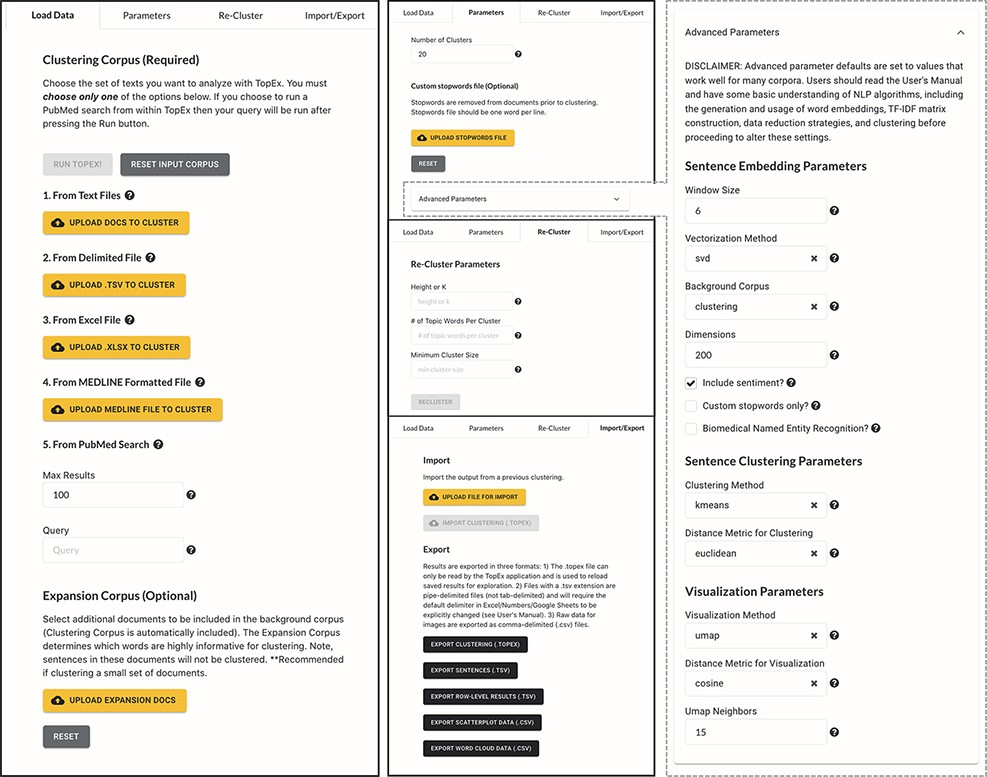 Load Data
Parameters
Re-Cluster
Import/Export
Clustering Corpus (Required)
Choose the set of texts you want to analyze with TopEx. You must
choose only one of the options below. If you choose to run a
PubMed search from within TopEx then your query will be run after
pressing the Run button.
RUN TOPEX!
RESET INPUT CORPUS
1. From Text Files
UPLOAD DOCS TO CLUSTER
2. From Delimited File
UPLOAD .TSV TO CLUSTER
3. From Excel File
UPLOAD .XLSX TO CLUSTER
4. From MEDLINE Formatted File
UPLOAD MEDLINE FILE TO CLUSTER
5. From PubMed Search
Max Results
100
Query
Query
Expansion Corpus (Optional)
Select additional documents to be included in the background corpus
(Clustering Corpus is automatically included). The Expansion Corpus
determines which words are highly informative for clustering. Note,
sentences in these documents will not be clustered. **Recommended
if clustering a small set of documents.
UPLOAD EXPANSION DOCS
RESET
Load Data
Parameters
Re-Cluster
Import/Export
Number of Clusters
20
Custom stopwords file (Optional)
Stopwords are removed from documents prior to clustering.
Stopwords file should be one word per line.
UPLOAD STOPWORDS FILE
RESET
Advanced Parameters
Load Data
Parameters
Re-Cluster
Import/Export
Re-Cluster Parameters
Height or K
height or k
# of Topic Words Per Cluster
# of topic words per cluster
Minimum Cluster Size
min cluster size
RECLUSTER
Load Data
Parameters
Re-Cluster
Import/Export
Import
Import the output from a previous clustering.
UPLOAD FILE FOR IMPORT
IMPORT CLUSTERING (.TOPEX)
Export
Results are exported in three formats: 1) The .topex file can
only be read by the TopEx application and is used to reload
saved results for exploration. 2) Files with a .tsv extension are
pipe-delimited files (not tab-delimited) and will require the
default delimiter in Excel/Numbers/Google Sheets to be
explicitly changed (see User's Manual). 3) Raw data for
images are exported as comma-delimited (.csv) files.
EXPORT CLUSTERING (.TOPEX)
EXPORT SENTENCES (.TSV)
EXPORT ROW-LEVEL RESULTS (.TSV)
EXPORT SCATTERPLOT DATA (.CSV)
EXPORT WORD CLOUD DATA (.CSV)
Advanced Parameters
DISCLAIMER: Advanced parameter defaults are set to values that
work well for many corpora. Users should read the User's Manual
and have some basic understanding of NLP algorithms, including
the generation and usage of word embeddings, TF-IDF matrix
construction, data reduction strategies, and clustering before
proceeding to alter these settings.
Sentence Embedding Parameters
Window Size
6
Vectorization Method
svd
Background Corpus
clustering
Dimensions
200
Include sentiment?
Custom stopwords only?
Biomedical Named Entity Recognition?
Sentence Clustering Parameters
Clustering Method
kmeans
Distance Metric for Clustering
euclidean
Visualization Parameters
Visualization Method
umap
Distance Metric for Visualization
cosine
Umap Neighbors
15